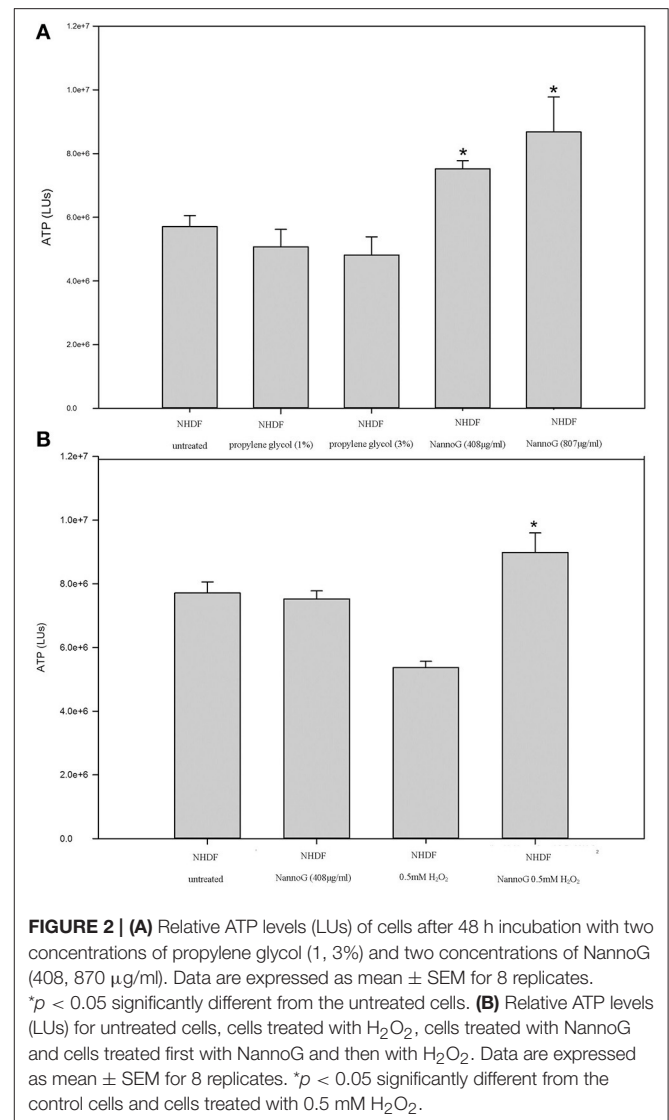 A
1.2e+7
1.0e+7
8.0e+6
6.0e+6
4.0e+6
2.0e+6
0.0
ATP (LUs)
* *
NHDF NHDF NHDF NHDF NHDF
untreated propylene glycol (1%) propylene glycol (3%) NannoG (408µg/ml) NannoG (807µg/ml)
B
1.2e+7
1.0e+7
8.0e+6
6.0e+6
4.0e+6
2.0e+6
0.0
ATP (LUs)
*
NHDF NHDF NHDF NHDF
2
untreated NannoG (408µg/ml) 0.5mM H₂O₂ NannoG 0.5mM H₂O₂
FIGURE 2 | (A) Relative ATP levels (LUs) of cells after 48 h incubation with two
concentrations of propylene glycol (1, 3%) and two concentrations of NannoG
(408, 870 µg/ml). Data are expressed as mean ± SEM for 8 replicates.
*p < 0.05 significantly different from the untreated cells. (B) Relative ATP levels
(LUs) for untreated cells, cells treated with H₂O₂, cells treated with NannoG
and cells treated first with NannoG and then with H₂O₂. Data are expressed
as mean ± SEM for 8 replicates. *p < 0.05 significantly different from the
control cells and cells treated with 0.5 mM H₂O₂.